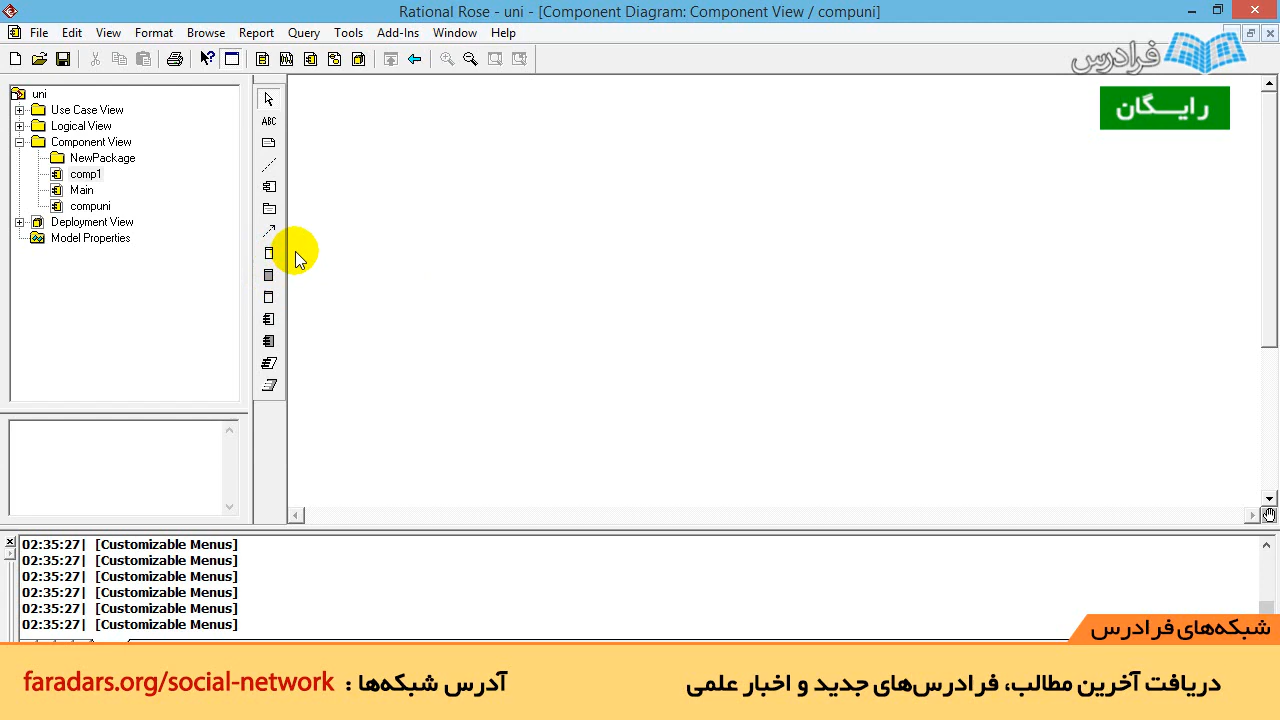 Rational Rose - uni - [Component Diagram: Component View / compuni]
File Edit View Format Browse Report Query Tools Add-Ins Window Help
فرادرس
رایــگان
uni
Use Case View
Logical View
Component View
NewPackage
comp1
Main
compuni
Deployment View
Model Properties
ABC
02:35:27| [Customizable Menus]
02:35:27| [Customizable Menus]
02:35:27| [Customizable Menus]
02:35:27| [Customizable Menus]
02:35:27| [Customizable Menus]
02:35:27| [Customizable Menus]
شبکه‌های فرادرس
دریافت آخرین مطالب، فرادرس‌های جدید و اخبار علمی
آدرس شبکه‌ها : faradars.org/social-network